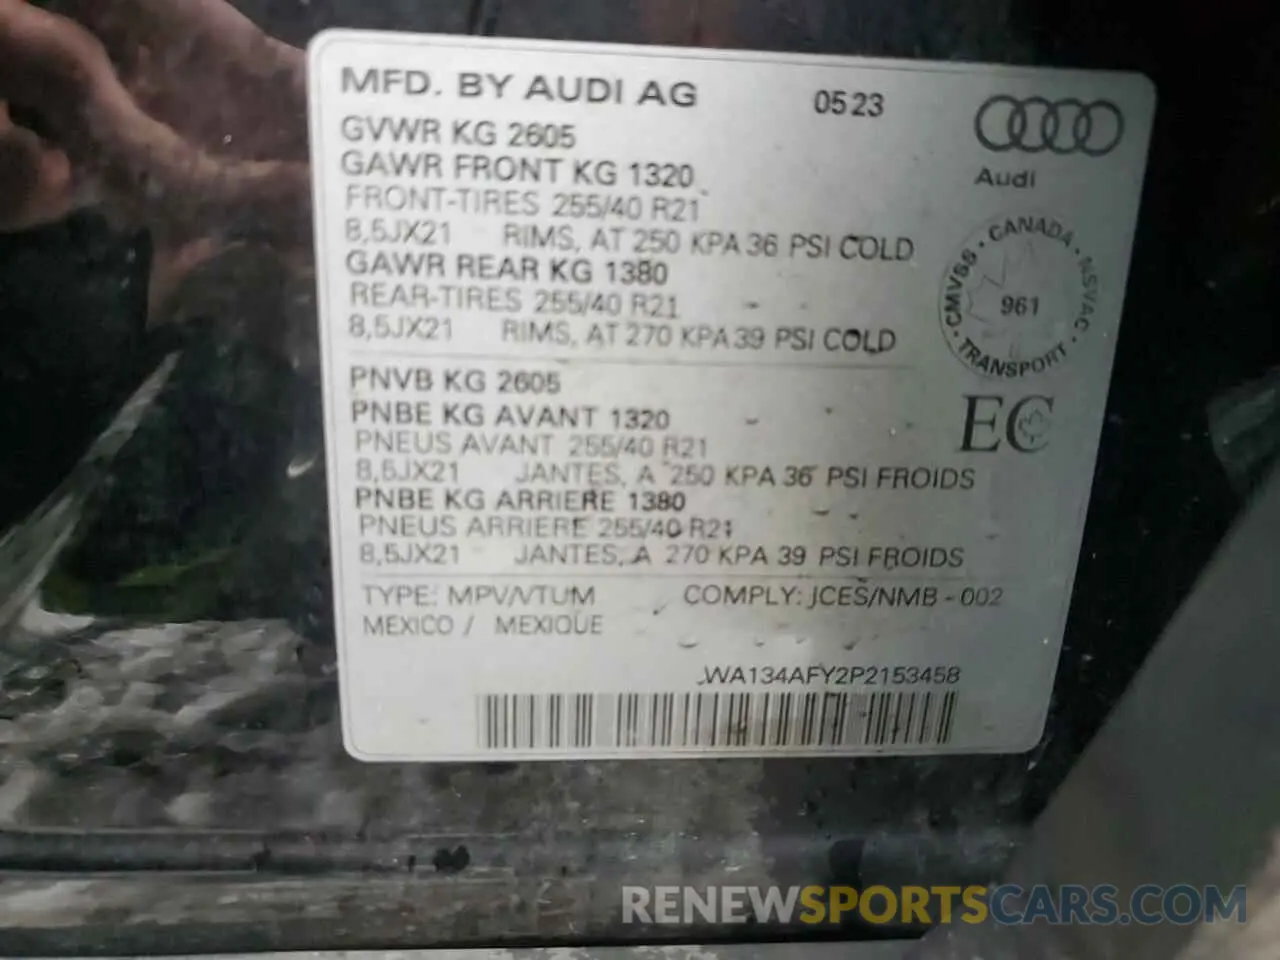 MFD. BY AUDI AG 0523
GVWR KG 2605
GAWR FRONT KG 1320
FRONT-TIRES 255/40 R21
8,5JX21 RIMS, AT 250 KPA 36 PSI COLD
GAWR REAR KG 1380
REAR-TIRES 255/40 R21
8,5JX21 RIMS, AT 270 KPA 39 PSI COLD
Audi
CMVSS · CANADA · NSVAC · TRANSPORT ·
961
PNVB KG 2605
PNBE KG AVANT 1320
PNEUS AVANT 255/40 R21
8,5JX21 JANTES, A 250 KPA 36 PSI FROIDS
PNBE KG ARRIERE 1380
PNEUS ARRIERE 255/40 R21
8,5JX21 JANTES, A 270 KPA 39 PSI FROIDS
EC
TYPE: MPV/VTUM COMPLY: JCES/NMB - 002
MEXICO / MEXIQUE
WA134AFY2P2153458
RENEWSPORTSCARS.COM